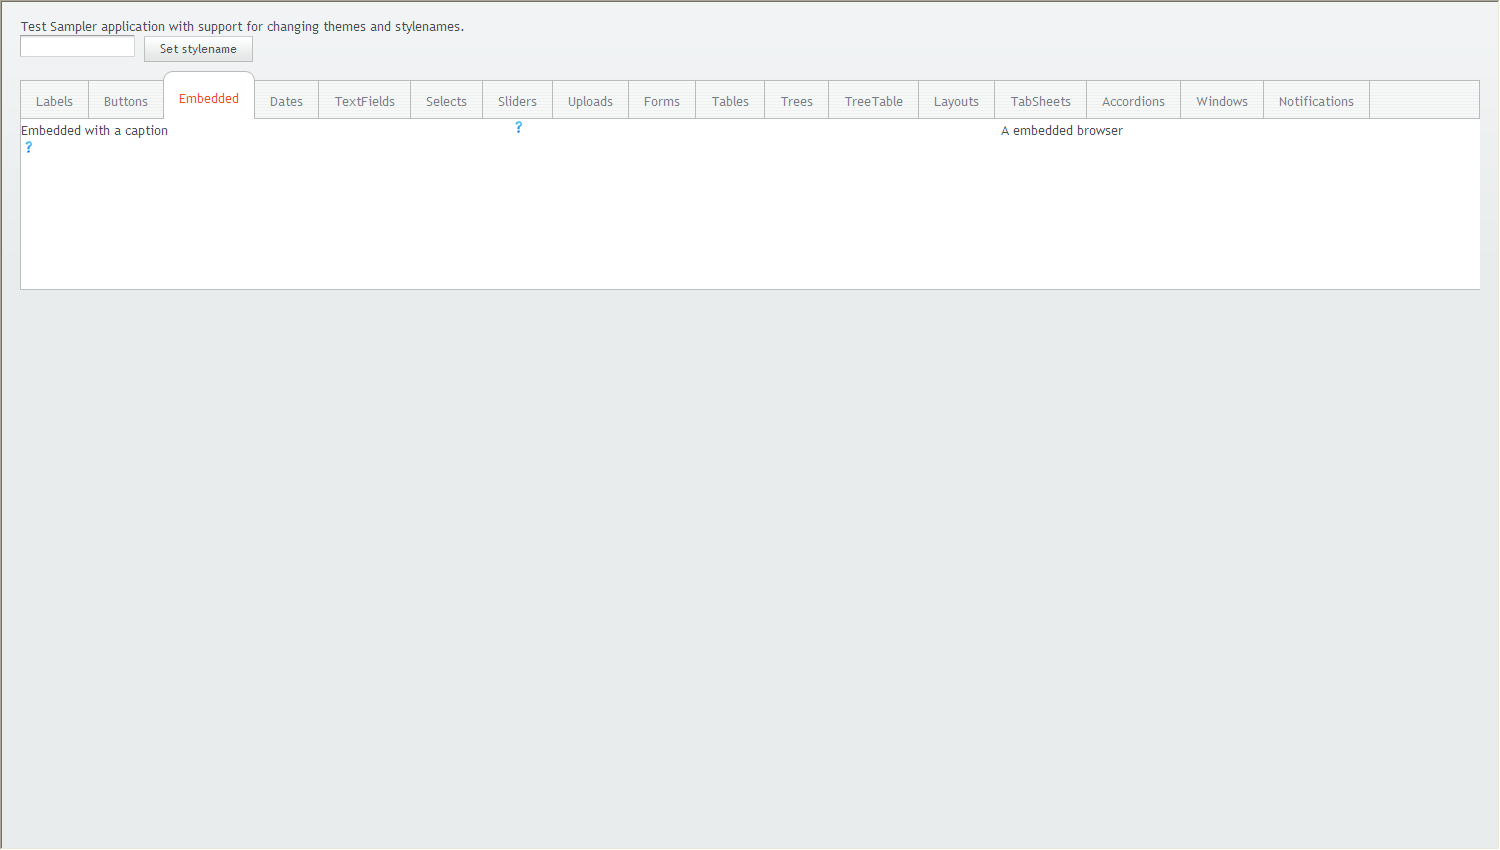 Test Sampler application with support for changing themes and stylenames.
Set stylename
Labels Buttons Embedded Dates TextFields Selects Sliders Uploads Forms Tables Trees TreeTable Layouts TabSheets Accordions Windows Notifications
Embedded with a caption ? A embedded browser
?